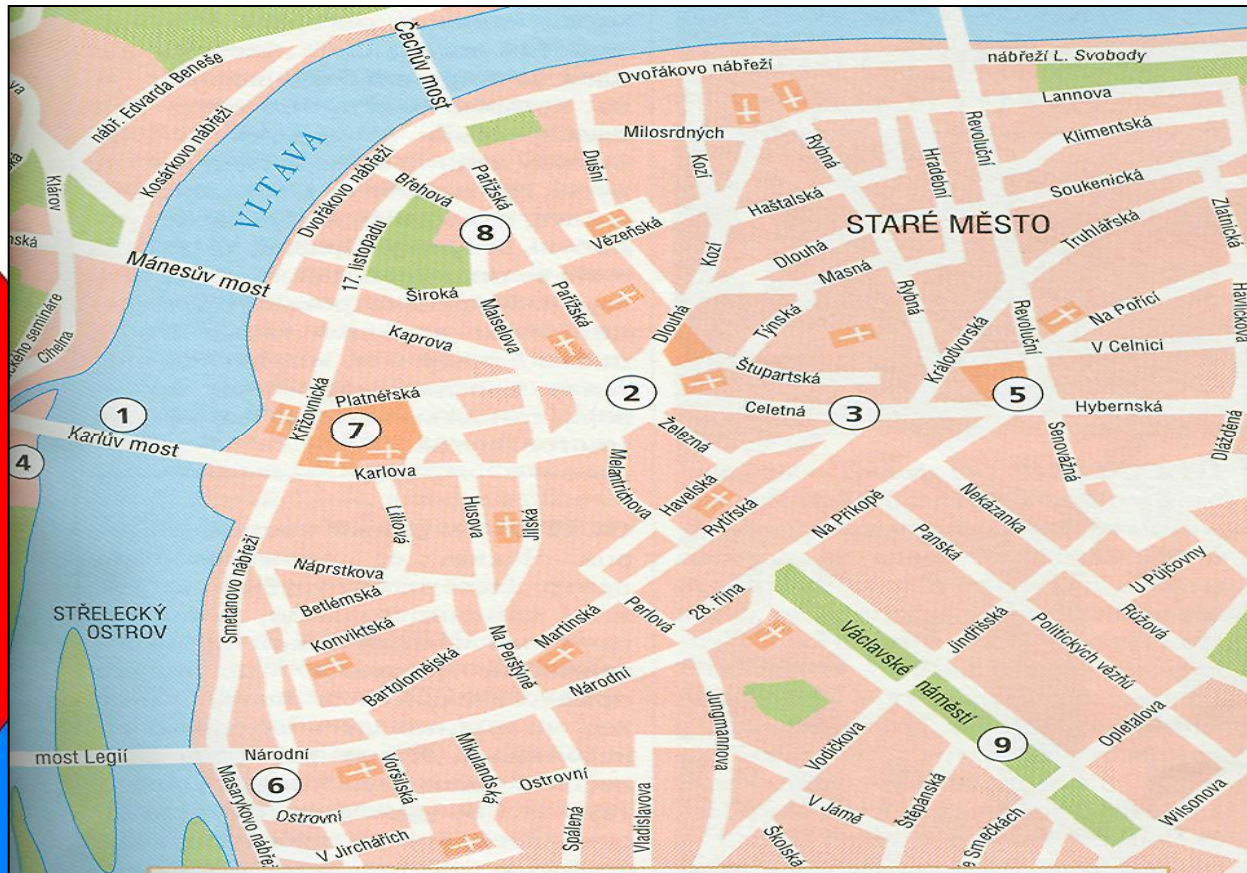 Čechův most
nábř. Edvarda Beneše
Kosárkovo nábřeží
VLTAVA
Dvořákovo nábřeží
Dvořákovo nábřeží
nábřeží L. Svobody
Lannova
Klimentská
Soukenická
Zlatnická
Truhlářská
Na Poříčí
Havlíčkova
V Celnici
Hybernská
Dlážděná
Revoluční
Revoluční
Hradební
Rybná
Rybná
Milosrdných
Kozí
Kozí
Dušní
Haštalská
STARÉ MĚSTO
Dlouhá
Dlouhá
Masná
Vězeňská
Pařížská
Pařížská
Břehová
8
17. listopadu
Široká
Maiselova
Klárov
Mánesův most
Cihelná
Kaprova
Týnská
Štupartská
Královdvorská
Celetná
2
3
5
Platnéřská
Křižovnická
7
1
Karlův most
4
Karlova
Železná
Melantrichova
Havelská
Rytířská
Senovážná
Na Příkopě
Nekázanka
Panská
Liliová
Husova
Jilská
Náprstkova
Betlémská
Konviktská
Smetanovo nábřeží
Bartolomějská
Na Perštýně
Martinská
Perlová
28. října
U Půjčovny
Růžová
Jindřišská
Politických vězňů
Václavské
náměstí
9
Opletalova
Wilsonova
STŘELECKÝ
OSTROV
most Legií
Národní
Národní
6
Masarykovo nábřež
Ostrovní
Ostrovní
Voršilská
Mikulandská
V Jirchářích
Spálená
Vladislavova
Jungmannova
Vodičkova
V Jámě
Školská
Štěpánská
e Smečkách